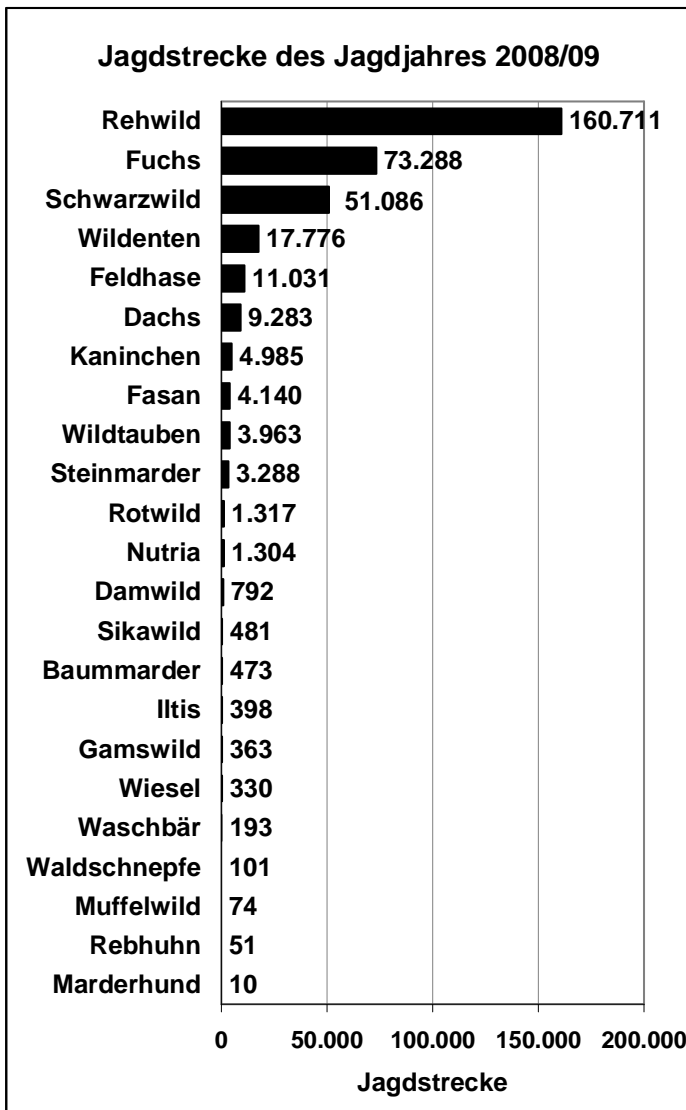 Jagdstrecke des Jagdjahres 2008/09
Rehwild 160.711
Fuchs 73.288
Schwarzwild 51.086
Wildenten 17.776
Feldhase 11.031
Dachs 9.283
Kaninchen 4.985
Fasan 4.140
Wildtauben 3.963
Steinmarder 3.288
Rotwild 1.317
Nutria 1.304
Damwild 792
Sikawild 481
Baummarder 473
Iltis 398
Gamswild 363
Wiesel 330
Waschbär 193
Waldschnepfe 101
Muffelwild 74
Rebhuhn 51
Marderhund 10
0 50.000 100.000 150.000 200.000
Jagdstrecke